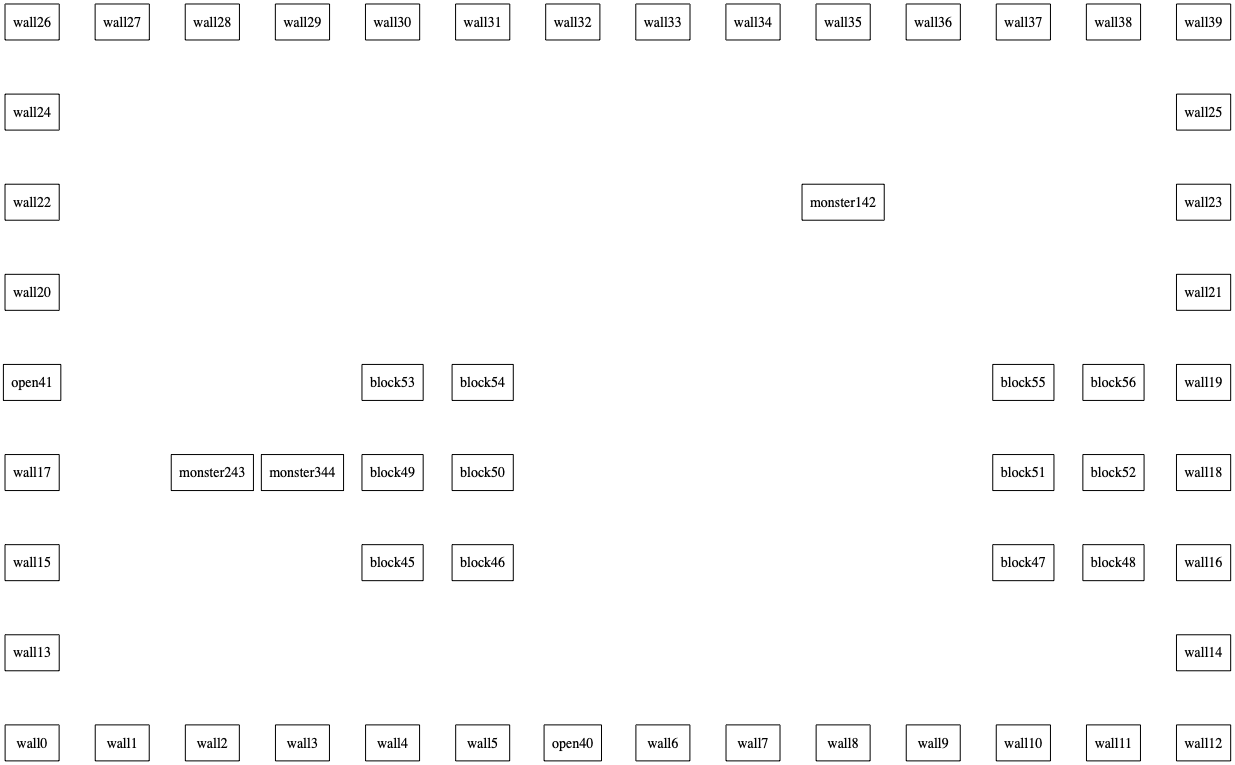 wall26 wall27 wall28 wall29 wall30 wall31 wall32 wall33 wall34 wall35 wall36 wall37 wall38 wall39
wall24 wall25
wall22 monster142 wall23
wall20 wall21
open41 block53 block54 block55 block56 wall19
wall17 monster243 monster344 block49 block50 block51 block52 wall18
wall15 block45 block46 block47 block48 wall16
wall13 wall14
wall0 wall1 wall2 wall3 wall4 wall5 open40 wall6 wall7 wall8 wall9 wall10 wall11 wall12